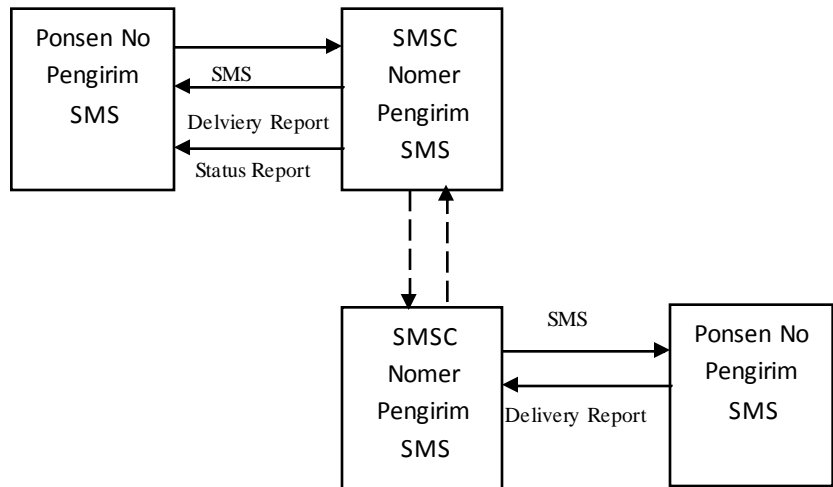 Ponsen No
Pengirim
SMS
SMS
Delviery Report
Status Report
SMSC
Nomer
Pengirim
SMS
SMSC
Nomer
Pengirim
SMS
SMS
Delivery Report
Ponsen No
Pengirim
SMS